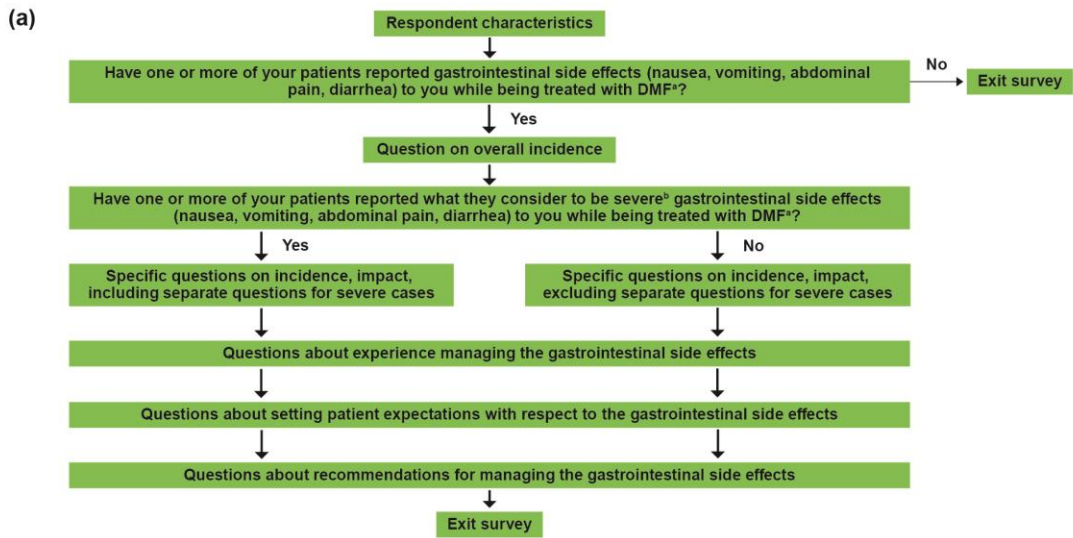 (a)
Respondent characteristics
Have one or more of your patients reported gastrointestinal side effects (nausea, vomiting, abdominal
pain, diarrhea) to you while being treated with DMFᵃ?
No
Exit survey
Yes
Question on overall incidence
Have one or more of your patients reported what they consider to be severeᵇ gastrointestinal side effects
(nausea, vomiting, abdominal pain, diarrhea) to you while being treated with DMFᵃ?
Yes
No
Specific questions on incidence, impact,
including separate questions for severe cases
Specific questions on incidence, impact,
excluding separate questions for severe cases
Questions about experience managing the gastrointestinal side effects
Questions about setting patient expectations with respect to the gastrointestinal side effects
Questions about recommendations for managing the gastrointestinal side effects
Exit survey